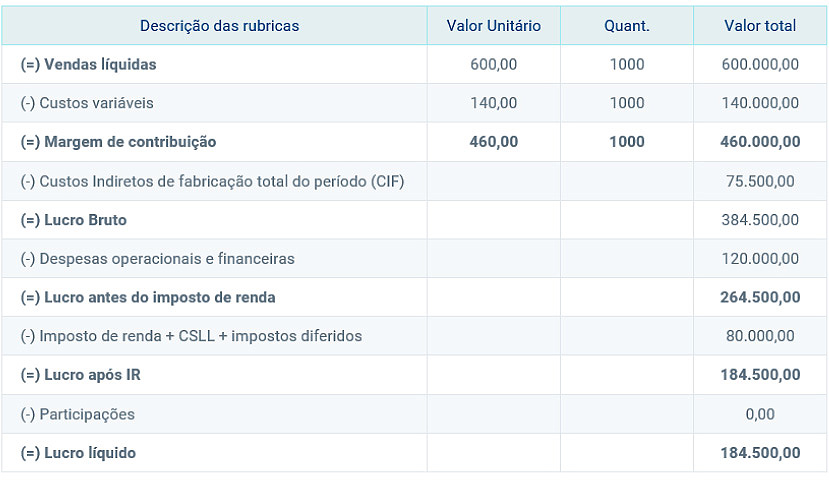 Descrição das rubricas Valor Unitário Quant. Valor total
(=) Vendas líquidas 600,00 1000 600.000,00
(-) Custos variáveis 140,00 1000 140.000,00
(=) Margem de contribuição 460,00 1000 460.000,00
(-) Custos Indiretos de fabricação total do período (CIF) 75.500,00
(=) Lucro Bruto 384.500,00
(-) Despesas operacionais e financeiras 120.000,00
(=) Lucro antes do imposto de renda 264.500,00
(-) Imposto de renda + CSLL + impostos diferidos 80.000,00
(=) Lucro após IR 184.500,00
(-) Participações 0,00
(=) Lucro líquido 184.500,00